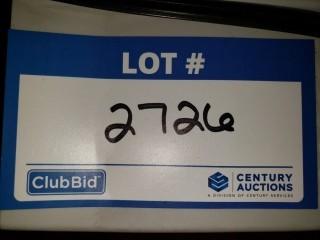 LOT #
2726
ClubBid
CENTURY
AUCTIONS
A DIVISION OF CENTURY SERVICES